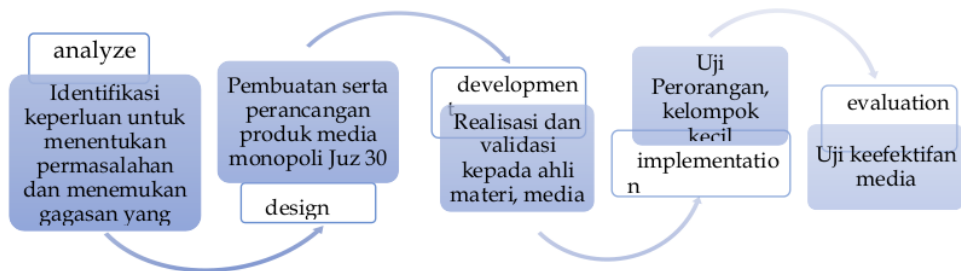 analyze
Identifikasi
keperluan untuk
menentukan
permasalahan
dan menemukan
gagasan yang
Pembuatan serta
perancangan
produk media
monopoli Juz 30
design
developmen
t
Realisasi dan
validasi
kepada ahli
materi, media
Uji
Perorangan,
kelompok
kecil
implementatio
n
evaluation
Uji keefektifan
media